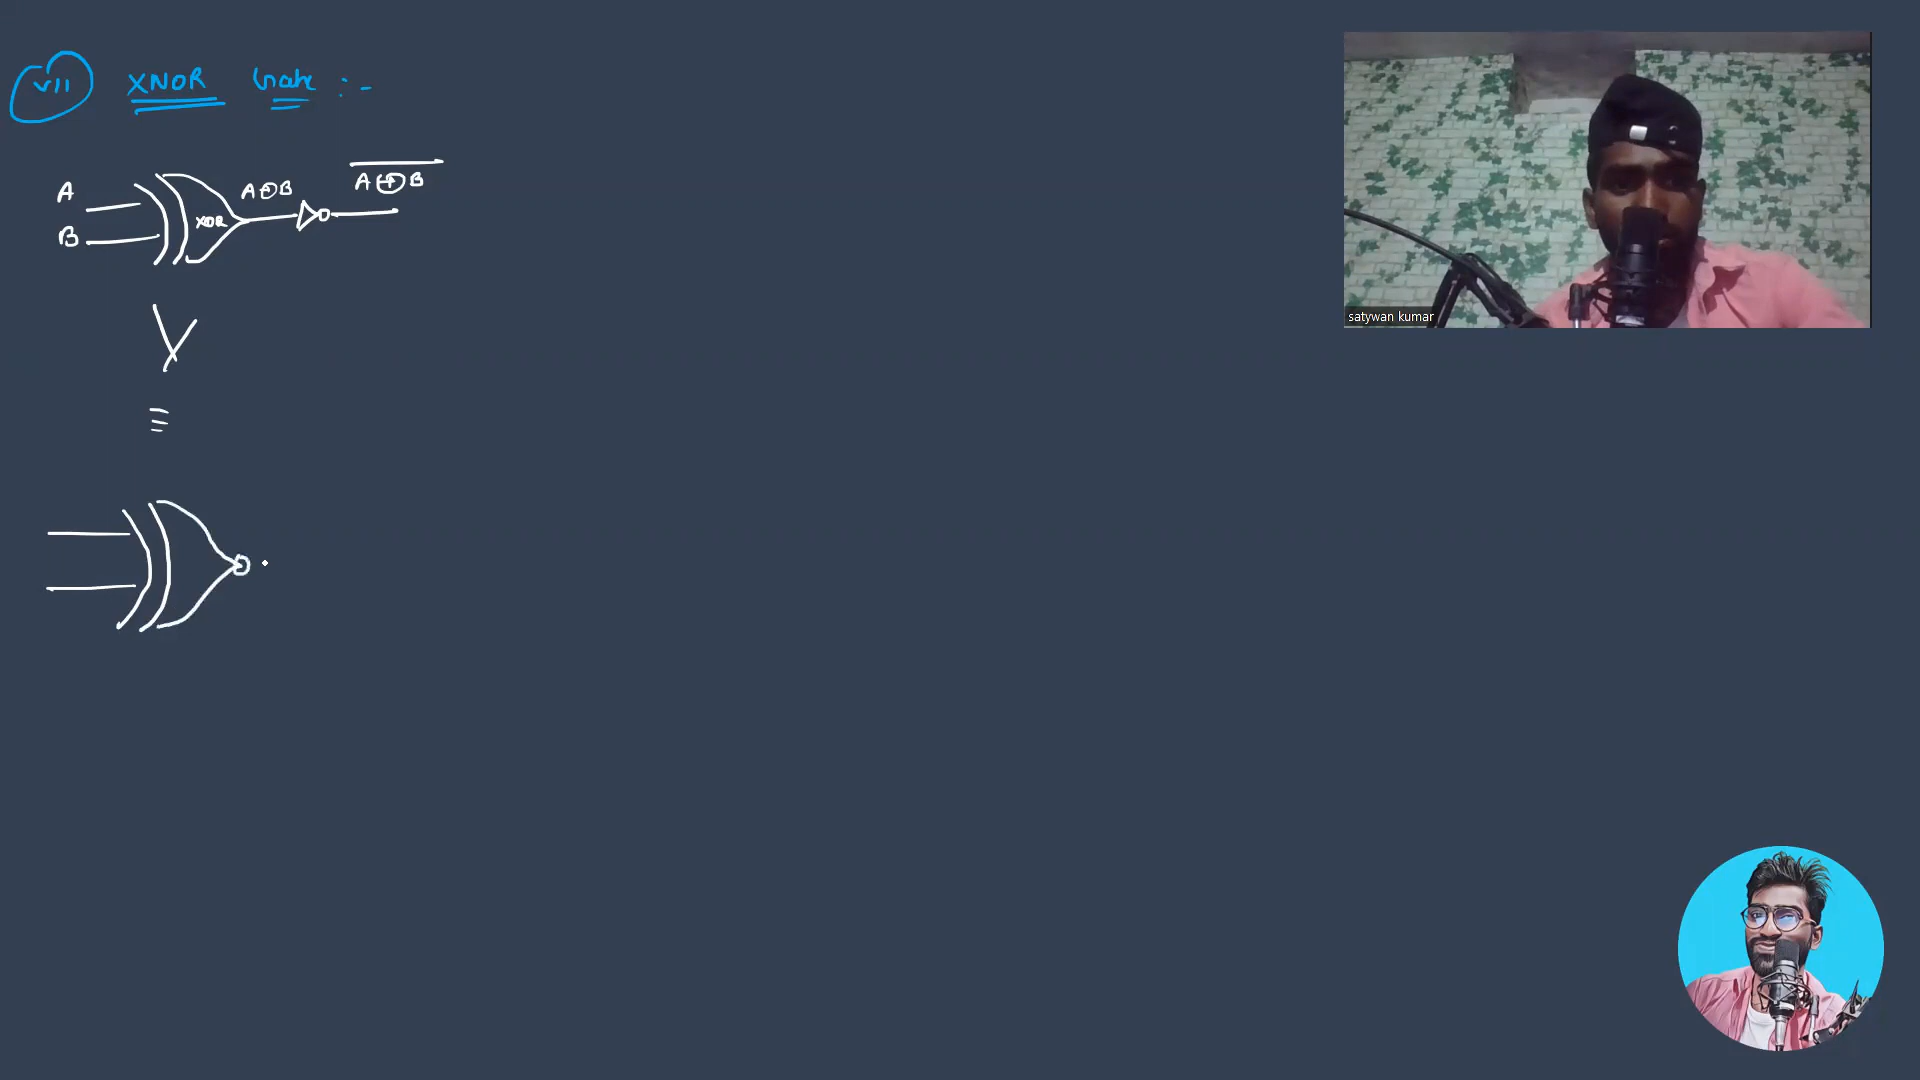 vii XNOR Gate :-
A A⊕B A⊕B
XOR
B
≡
satywan kumar